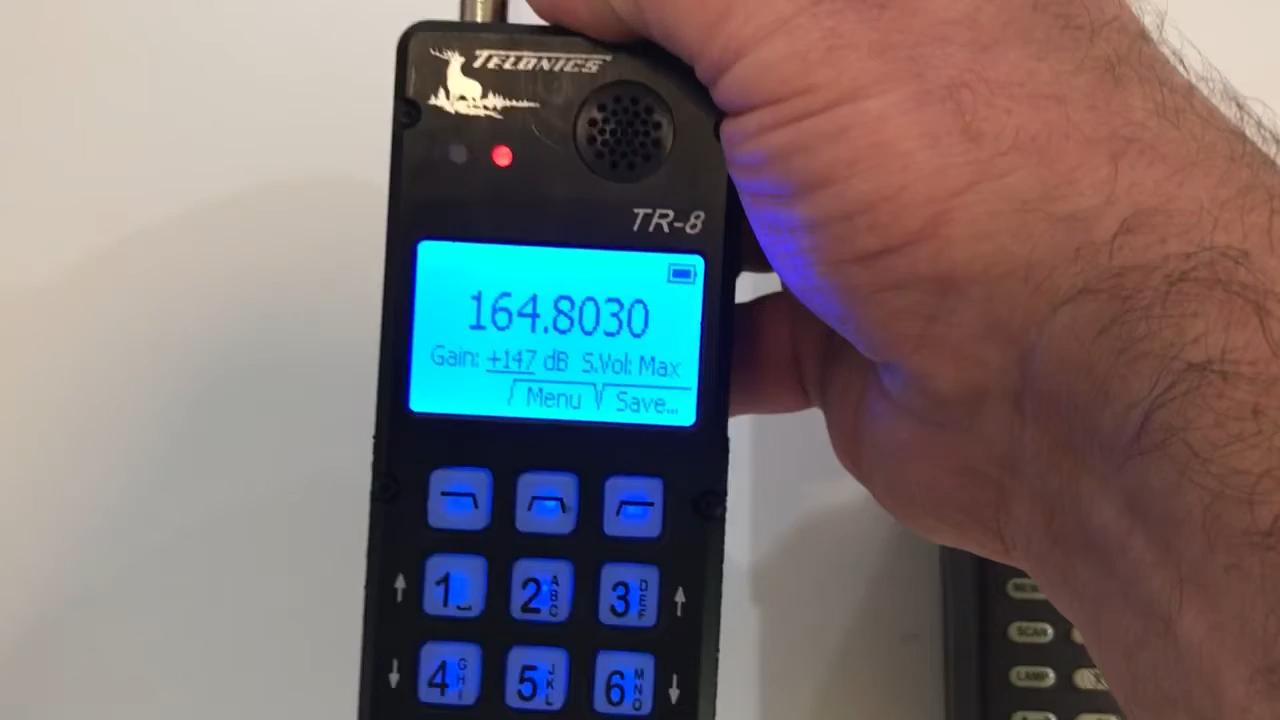 TELONICS
TR-8
164.8030
Gain: +147 dB S.Vol: Max
Menu Save...
1 2 ABC 3 DEF
4 GHI 5 JKL 6 MNO
SCAN
LAMP